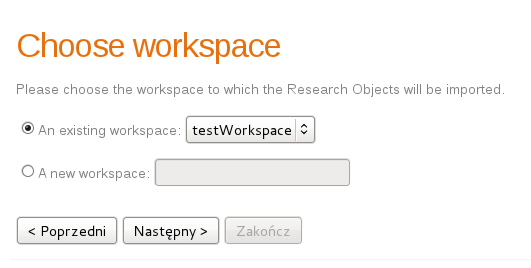 Choose workspace
Please choose the workspace to which the Research Objects will be imported.
An existing workspace: testWorkspace
A new workspace:
< Poprzedni Następny > Zakończ